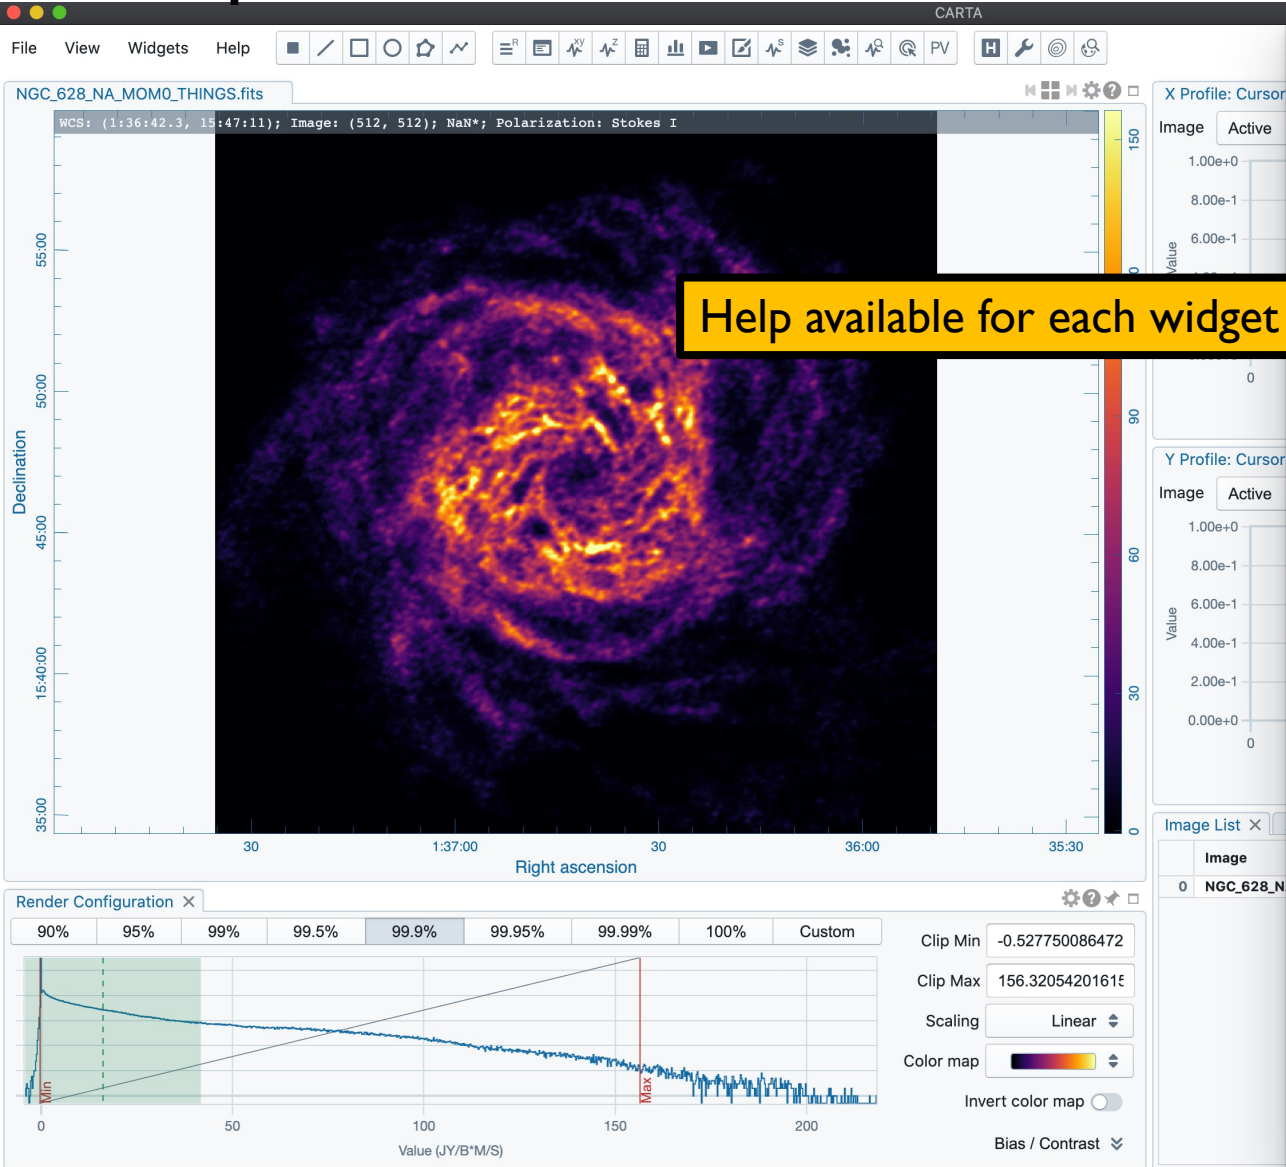 CARTA
File View Widgets Help PV
NGC_628_NA_MOM0_THINGS.fits
WCS: (1:36:42.3, 15:47:11); Image: (512, 512); NaN*; Polarization: Stokes I
150
90
60
30
0
55:00
50:00
45:00
15:40:00
35:00
Declination
30 1:37:00 30 36:00 35:30
Right ascension
Help available for each widget
X Profile: Cursor
Image Active
1.00e+0
8.00e-1
6.00e-1
Value
0
Y Profile: Cursor
Image Active
1.00e+0
8.00e-1
6.00e-1
4.00e-1
2.00e-1
0.00e+0
Value
0
Image List
Image
0 NGC_628_N
Render Configuration
90% 95% 99% 99.5% 99.9% 99.95% 99.99% 100% Custom
Min
Max
0 50 100 150 200
Value (JY/B*M/S)
Clip Min -0.527750086472
Clip Max 156.32054201615
Scaling Linear
Color map
Invert color map
Bias / Contrast